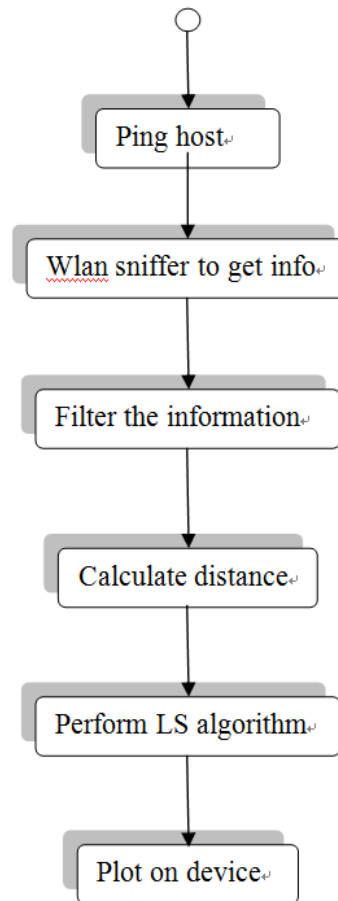 Ping host
Wlan sniffer to get info
Filter the information
Calculate distance
Perform LS algorithm
Plot on device